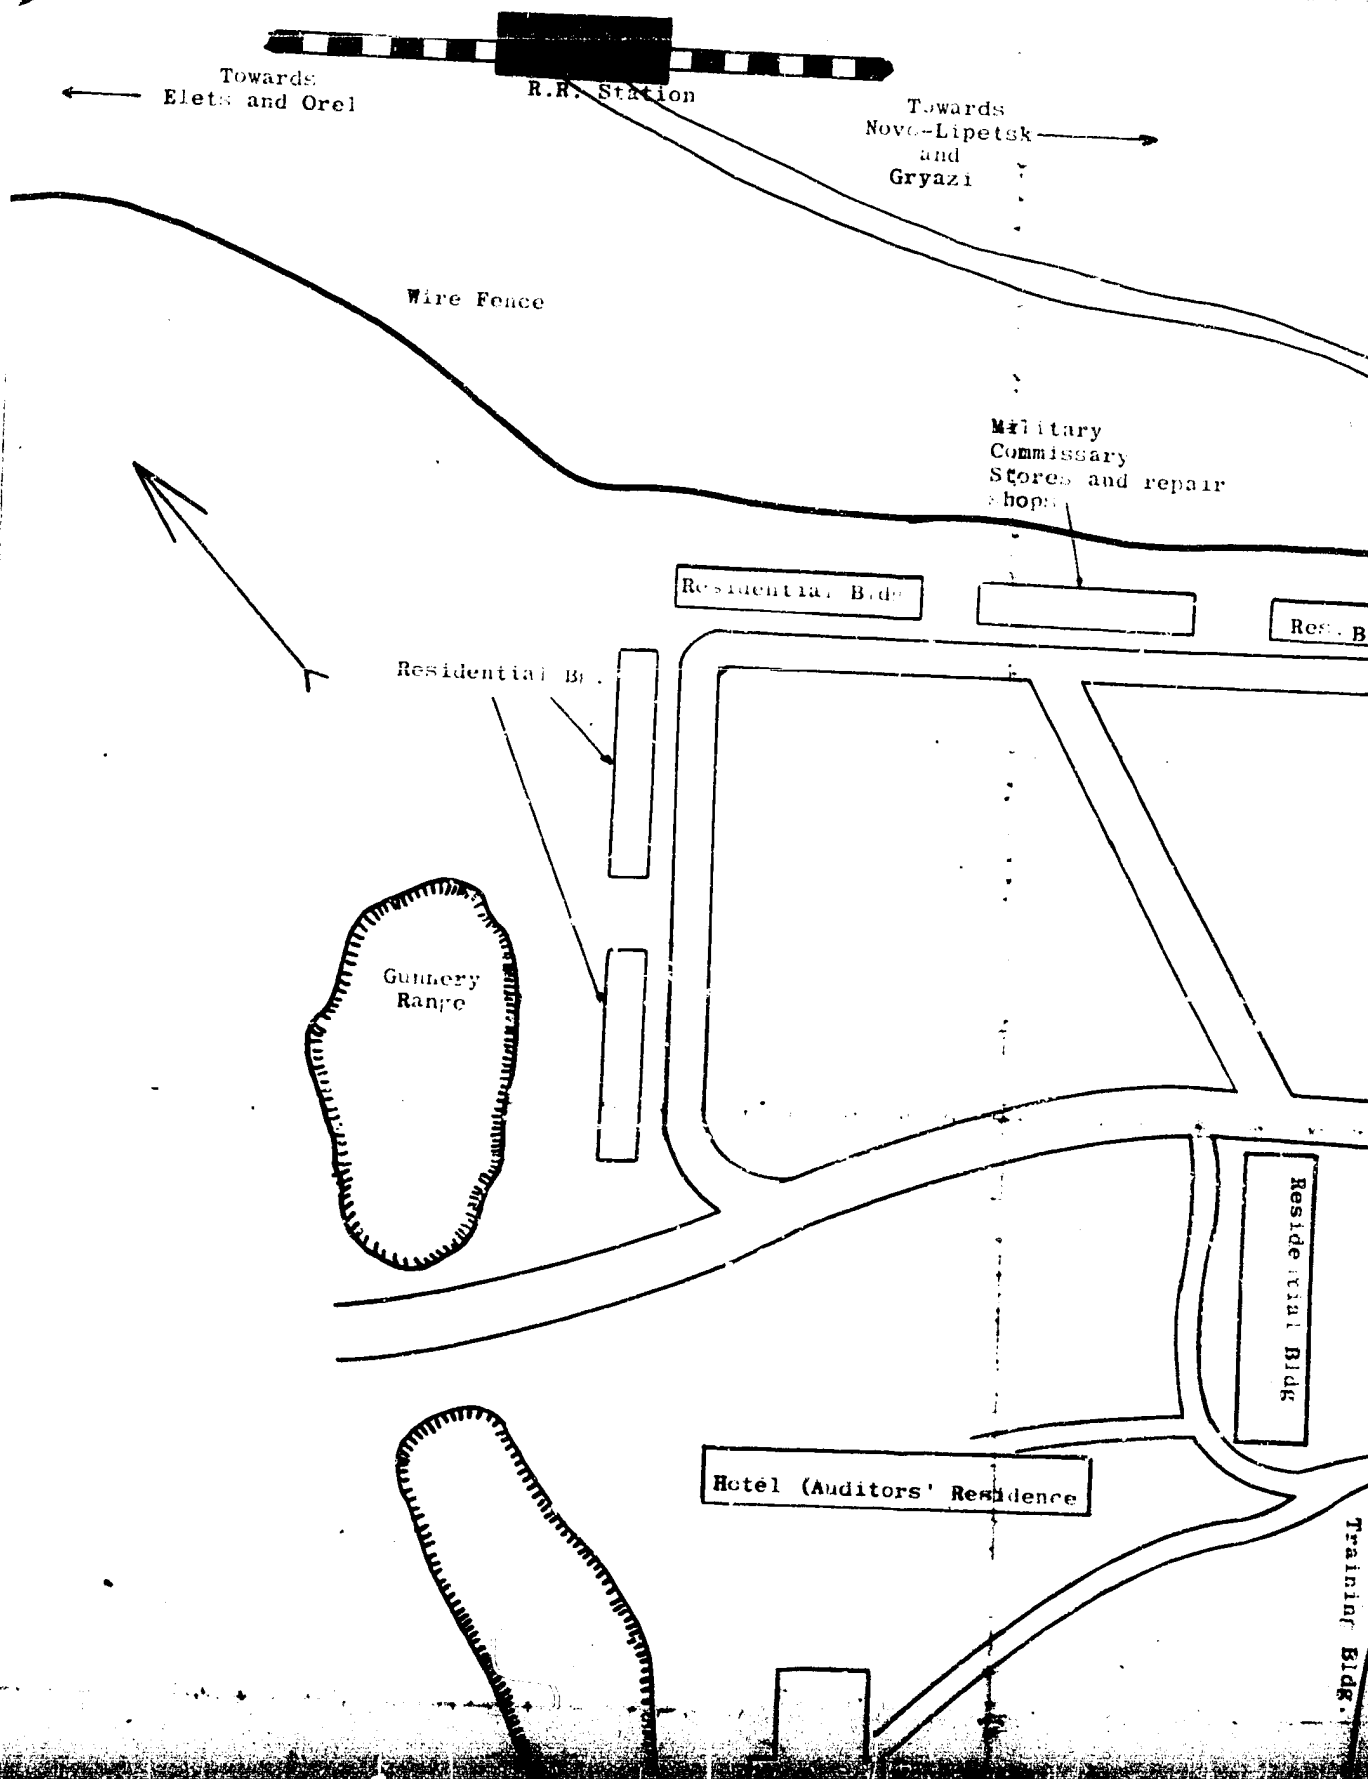 R.R. Station
Towards
Elets and Orel
Towards
Novo-Lipetsk
and
Gryazi
Wire Fence
Military
Commissary
Stores and repair
shops
Residential Bldg
Res. B
Residential Bl.
Gunnery
Range
Residential Bldg
Hotel (Auditors' Residence
Training Bldg.